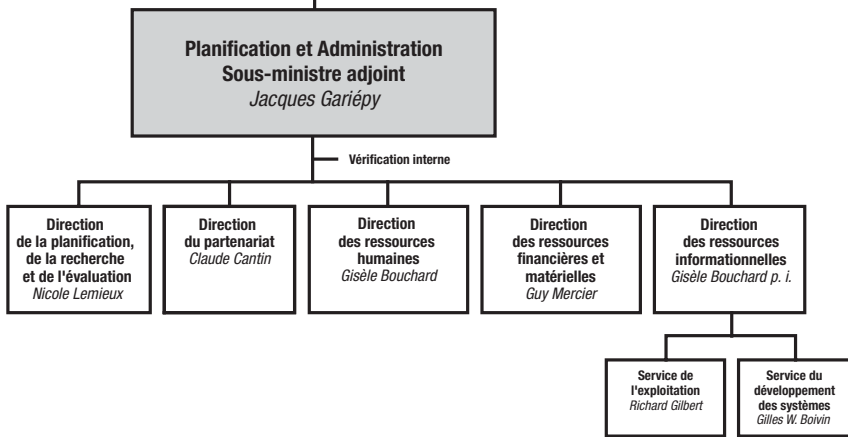 Planification et Administration
Sous-ministre adjoint
Jacques Gariépy
Vérification interne
Direction
de la planification,
de la recherche
et de l'évaluation
Nicole Lemieux
Direction
du partenariat
Claude Cantin
Direction
des ressources
humaines
Gisèle Bouchard
Direction
des ressources
financières et
matérielles
Guy Mercier
Direction
des ressources
informationnelles
Gisèle Bouchard p. i.
Service de
l'exploitation
Richard Gilbert
Service du
développement
des systèmes
Gilles W. Boivin